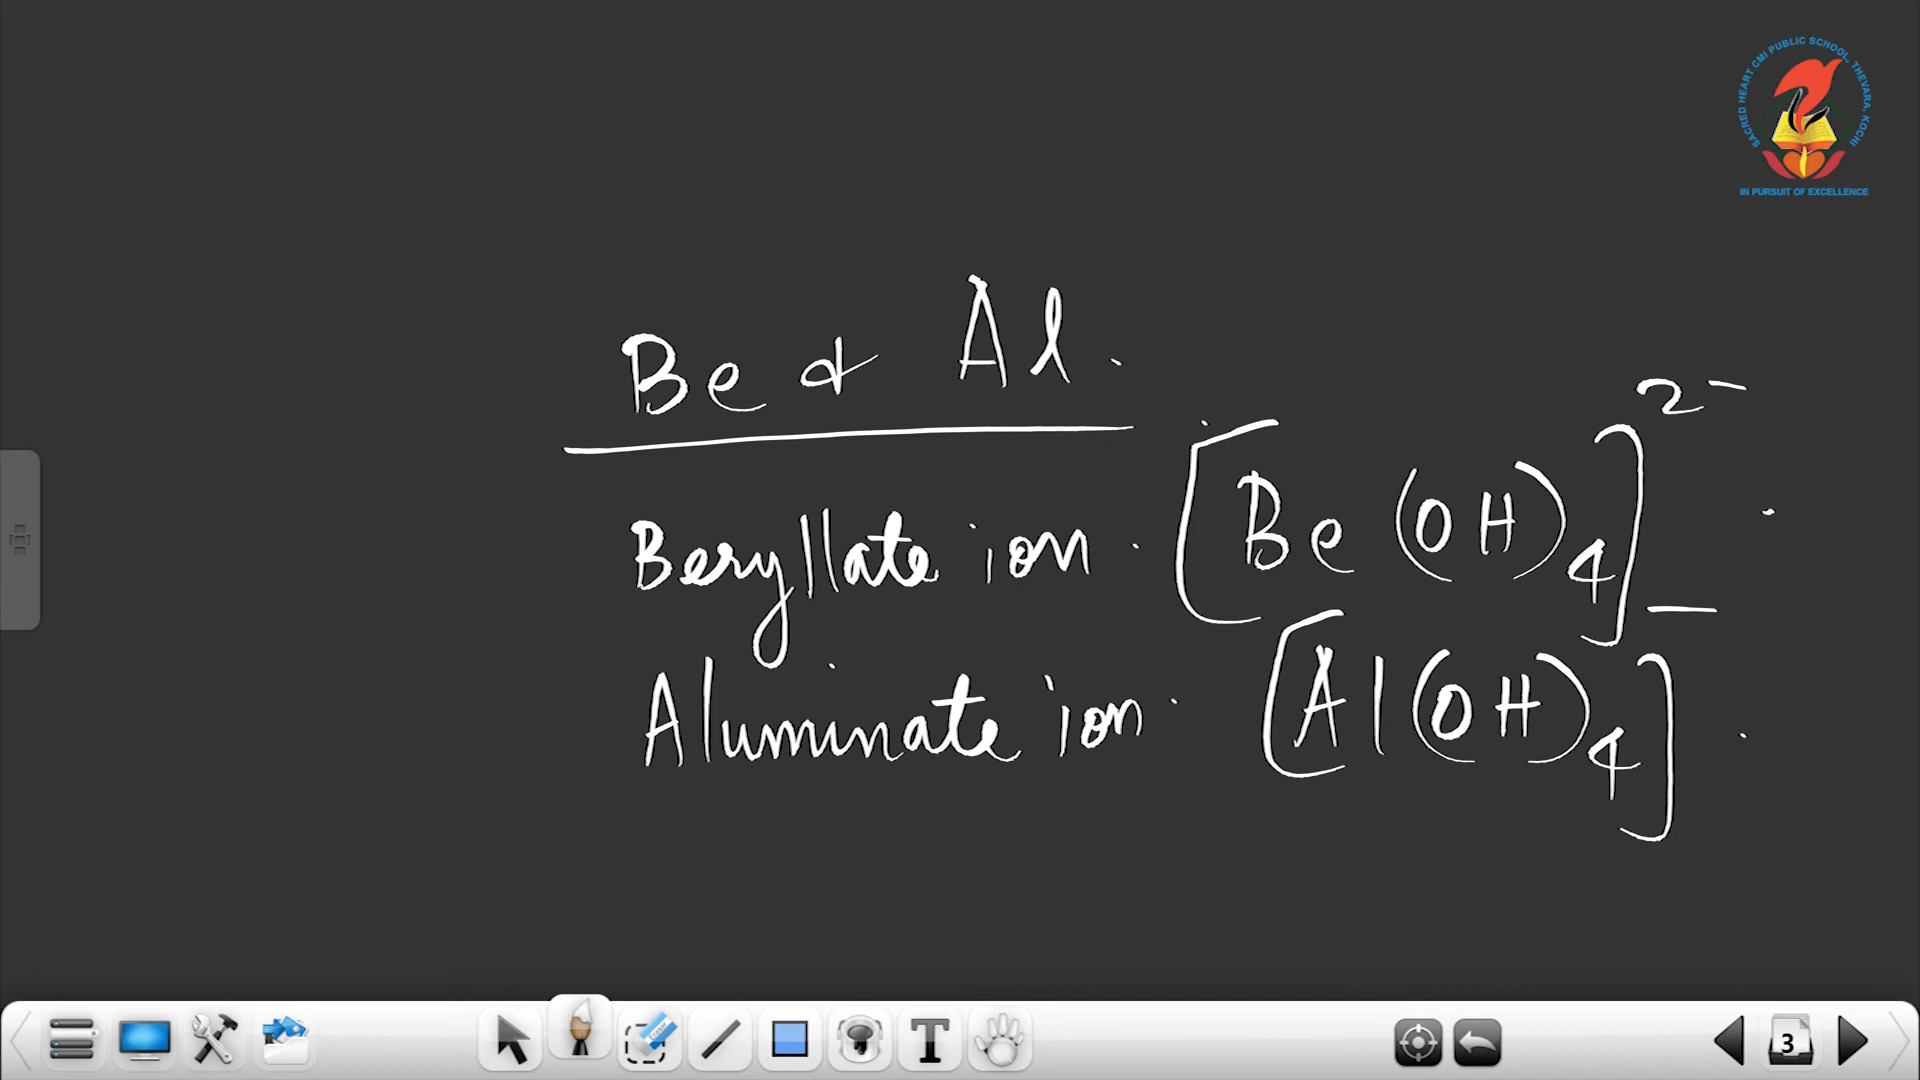 SACRED HEART CMI PUBLIC SCHOOL, THEVARA, KOCHI
IN PURSUIT OF EXCELLENCE
Be & Al.
Beryllate ion. [Be(OH)4]2- .
Aluminate ion. [Al(OH)4]- .
T
3